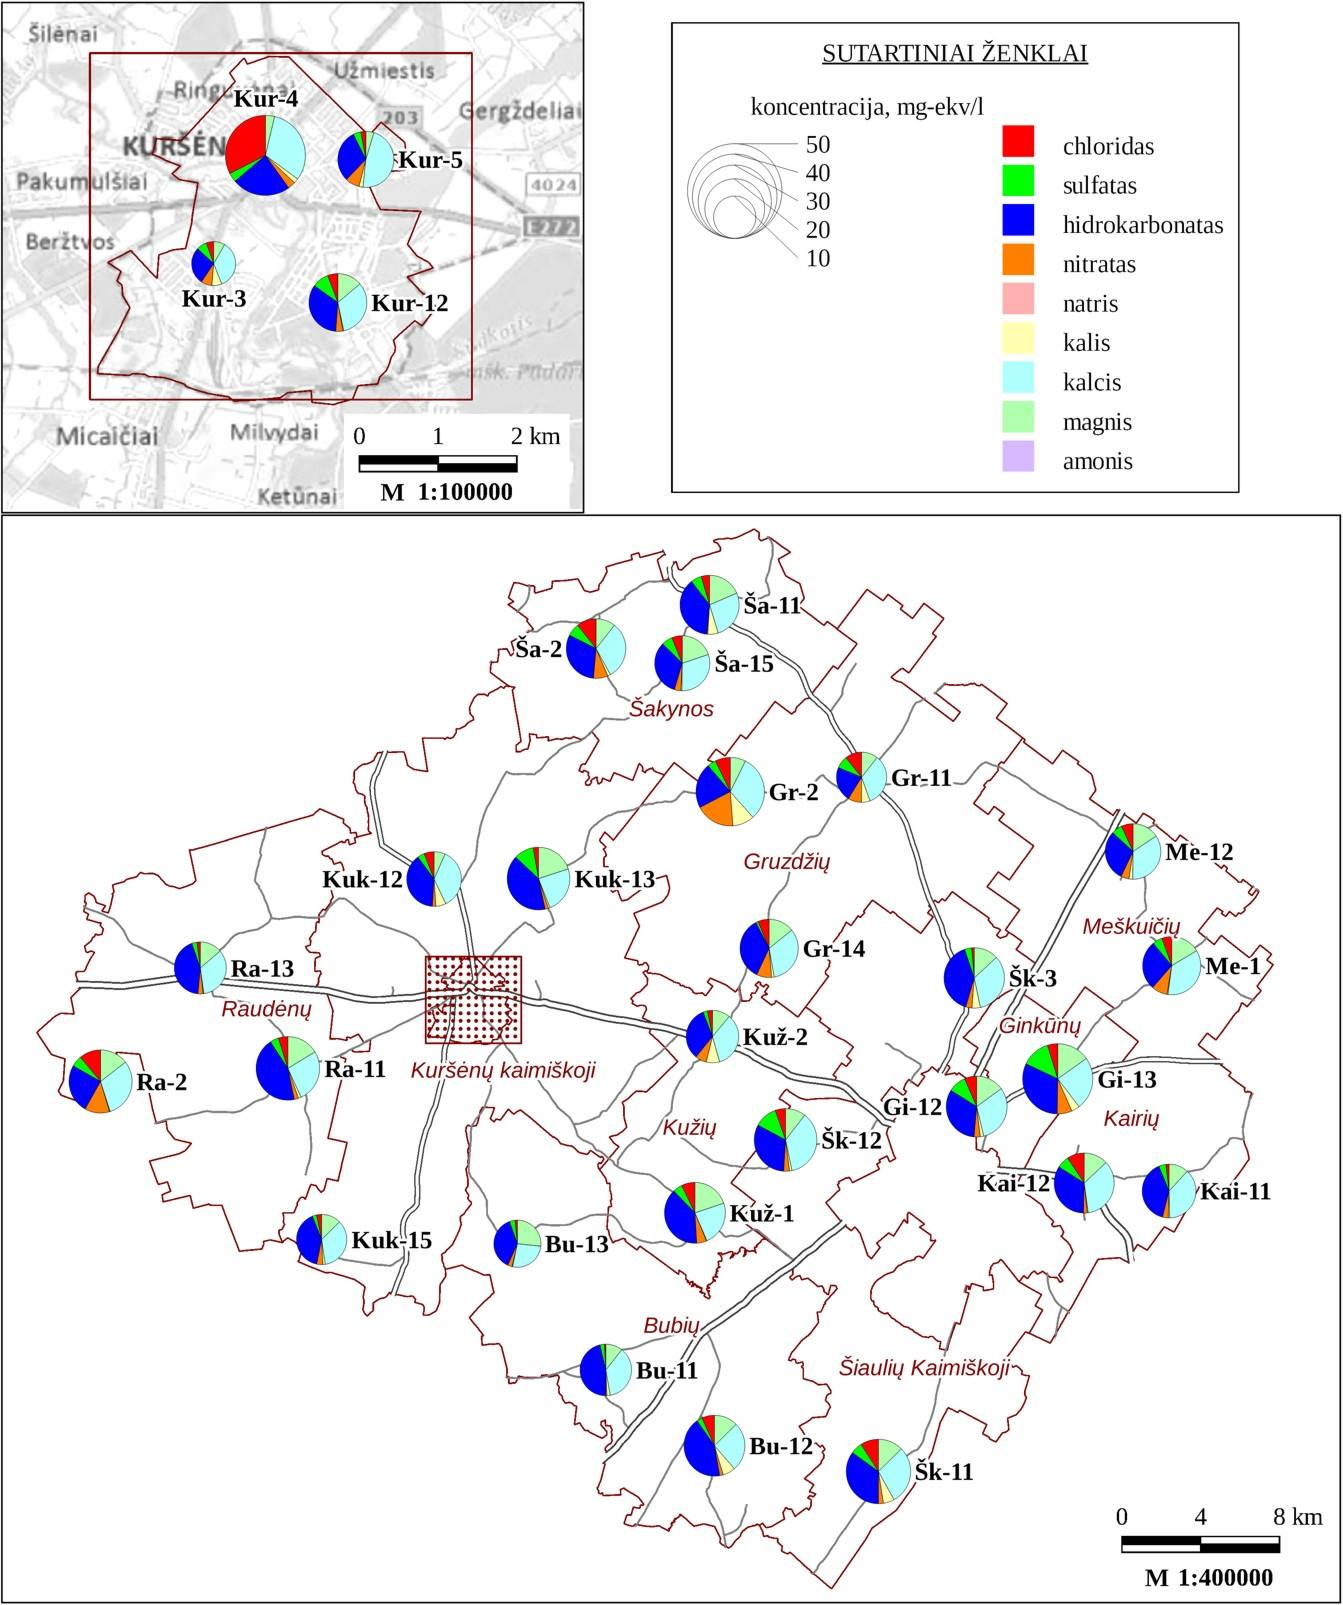 Šilėnai
Užmiestis
Kur-4
203
Gergždeliai
KURŠĖN
Kur-5
Pakumulšiai
4024
E272
Beržtvos
Kur-3
Kur-12
Micaičiai
Milvydai
Ketūnai
0 1 2 km
M 1:100000
SUTARTINIAI ŽENKLAI
koncentracija, mg-ekv/l
50
40
30
20
10
chloridas
sulfatas
hidrokarbonatas
nitratas
natris
kalis
kalcis
magnis
amonis
Ša-11
Ša-2
Ša-15
Šakynos
Gr-2
Gr-11
Kuk-12
Kuk-13
Gruzdžių
Me-12
Meškuičių
Ra-13
Gr-14
Šk-3
Me-1
Raudėnų
Ginkūnų
Kuž-2
Ra-2
Ra-11
Kuršėnų kaimiškoji
Gi-13
Gi-12
Kairių
Kužių
Šk-12
Kai-12
Kai-11
Kuž-1
Kuk-15
Bu-13
Bubių
Bu-11
Šiaulių Kaimiškoji
Bu-12
Šk-11
0 4 8 km
M 1:400000